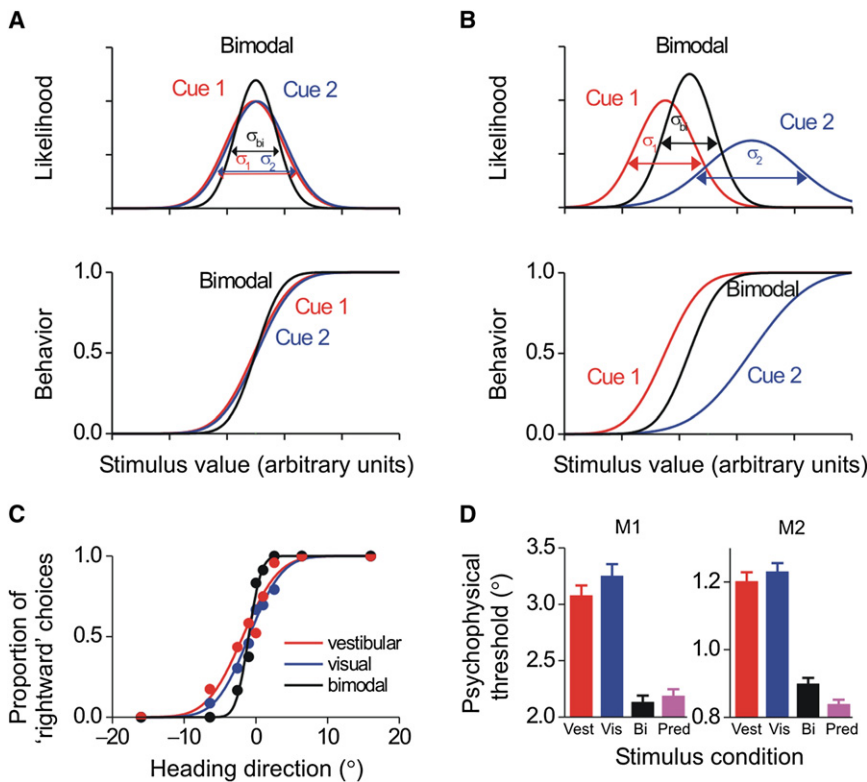 A
Bimodal
Cue 1
Cue 2
σbi
σ1
σ2
Likelihood
1.0
Bimodal
Cue 1
Cue 2
0.5
0.0
Behavior
Stimulus value (arbitrary units)
B
Bimodal
Cue 1
Cue 2
σbi
σ1
σ2
Likelihood
1.0
Bimodal
Cue 1
Cue 2
0.5
0.0
Behavior
Stimulus value (arbitrary units)
C
1.0
0.5
0.0
Proportion of
'rightward' choices
vestibular
visual
bimodal
−20
−10
0
10
20
Heading direction (°)
D
M1
M2
Psychophysical
threshold (°)
3.5
3.0
2.5
2.0
1.2
1.0
0.8
Vest Vis Bi Pred
Vest Vis Bi Pred
Stimulus condition